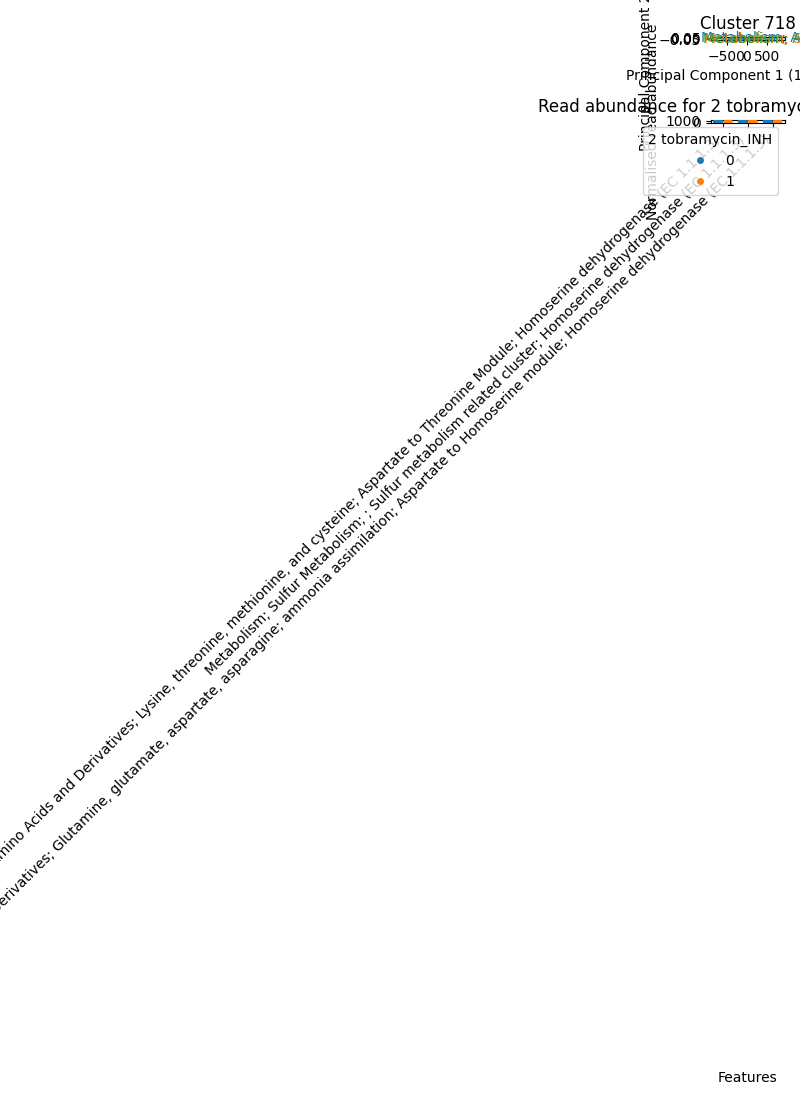 Cluster 718
0.05
−0.05
Metabolism; A
−500 0 500
Principal Component 1 (1
Principal Component 2
Read abundance for 2 tobramyc
1000
0
Normalised read abundance
2 tobramycin_INH
0
1
mino Acids and Derivatives; Lysine, threonine, methionine, and cysteine; Aspartate to Threonine Module; Homoserine dehydrogenase (EC 1.1.1.
Metabolism; Sulfur Metabolism; ; Sulfur metabolism related cluster; Homoserine dehydrogenase (EC 1.1.1.
erivatives; Glutamine, glutamate, aspartate, asparagine; ammonia assimilation; Aspartate to Homoserine module; Homoserine dehydrogenase (EC 1.1.1.
Features